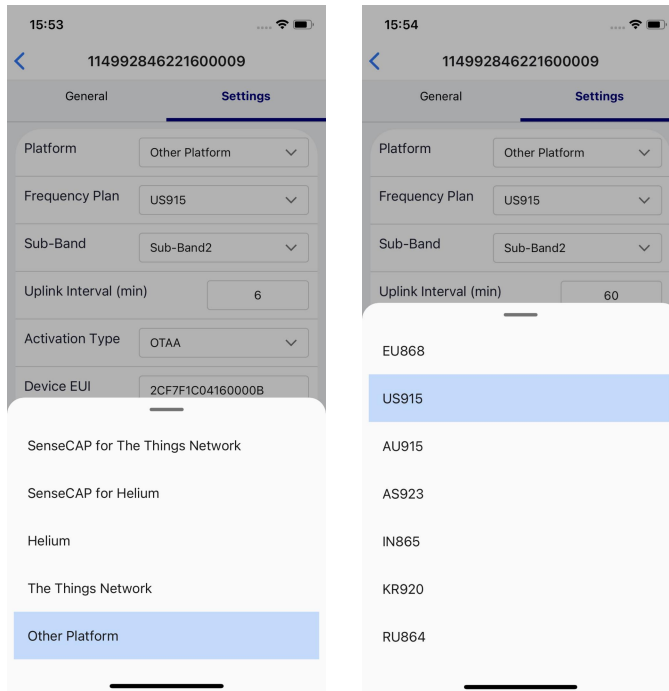 15:53
114992846221600009
General Settings
Platform Other Platform
Frequency Plan US915
Sub-Band Sub-Band2
Uplink Interval (min) 6
Activation Type OTAA
Device EUI 2CF7F1C04160000B
SenseCAP for The Things Network
SenseCAP for Helium
Helium
The Things Network
Other Platform
15:54
114992846221600009
General Settings
Platform Other Platform
Frequency Plan US915
Sub-Band Sub-Band2
Uplink Interval (min) 60
EU868
US915
AU915
AS923
IN865
KR920
RU864